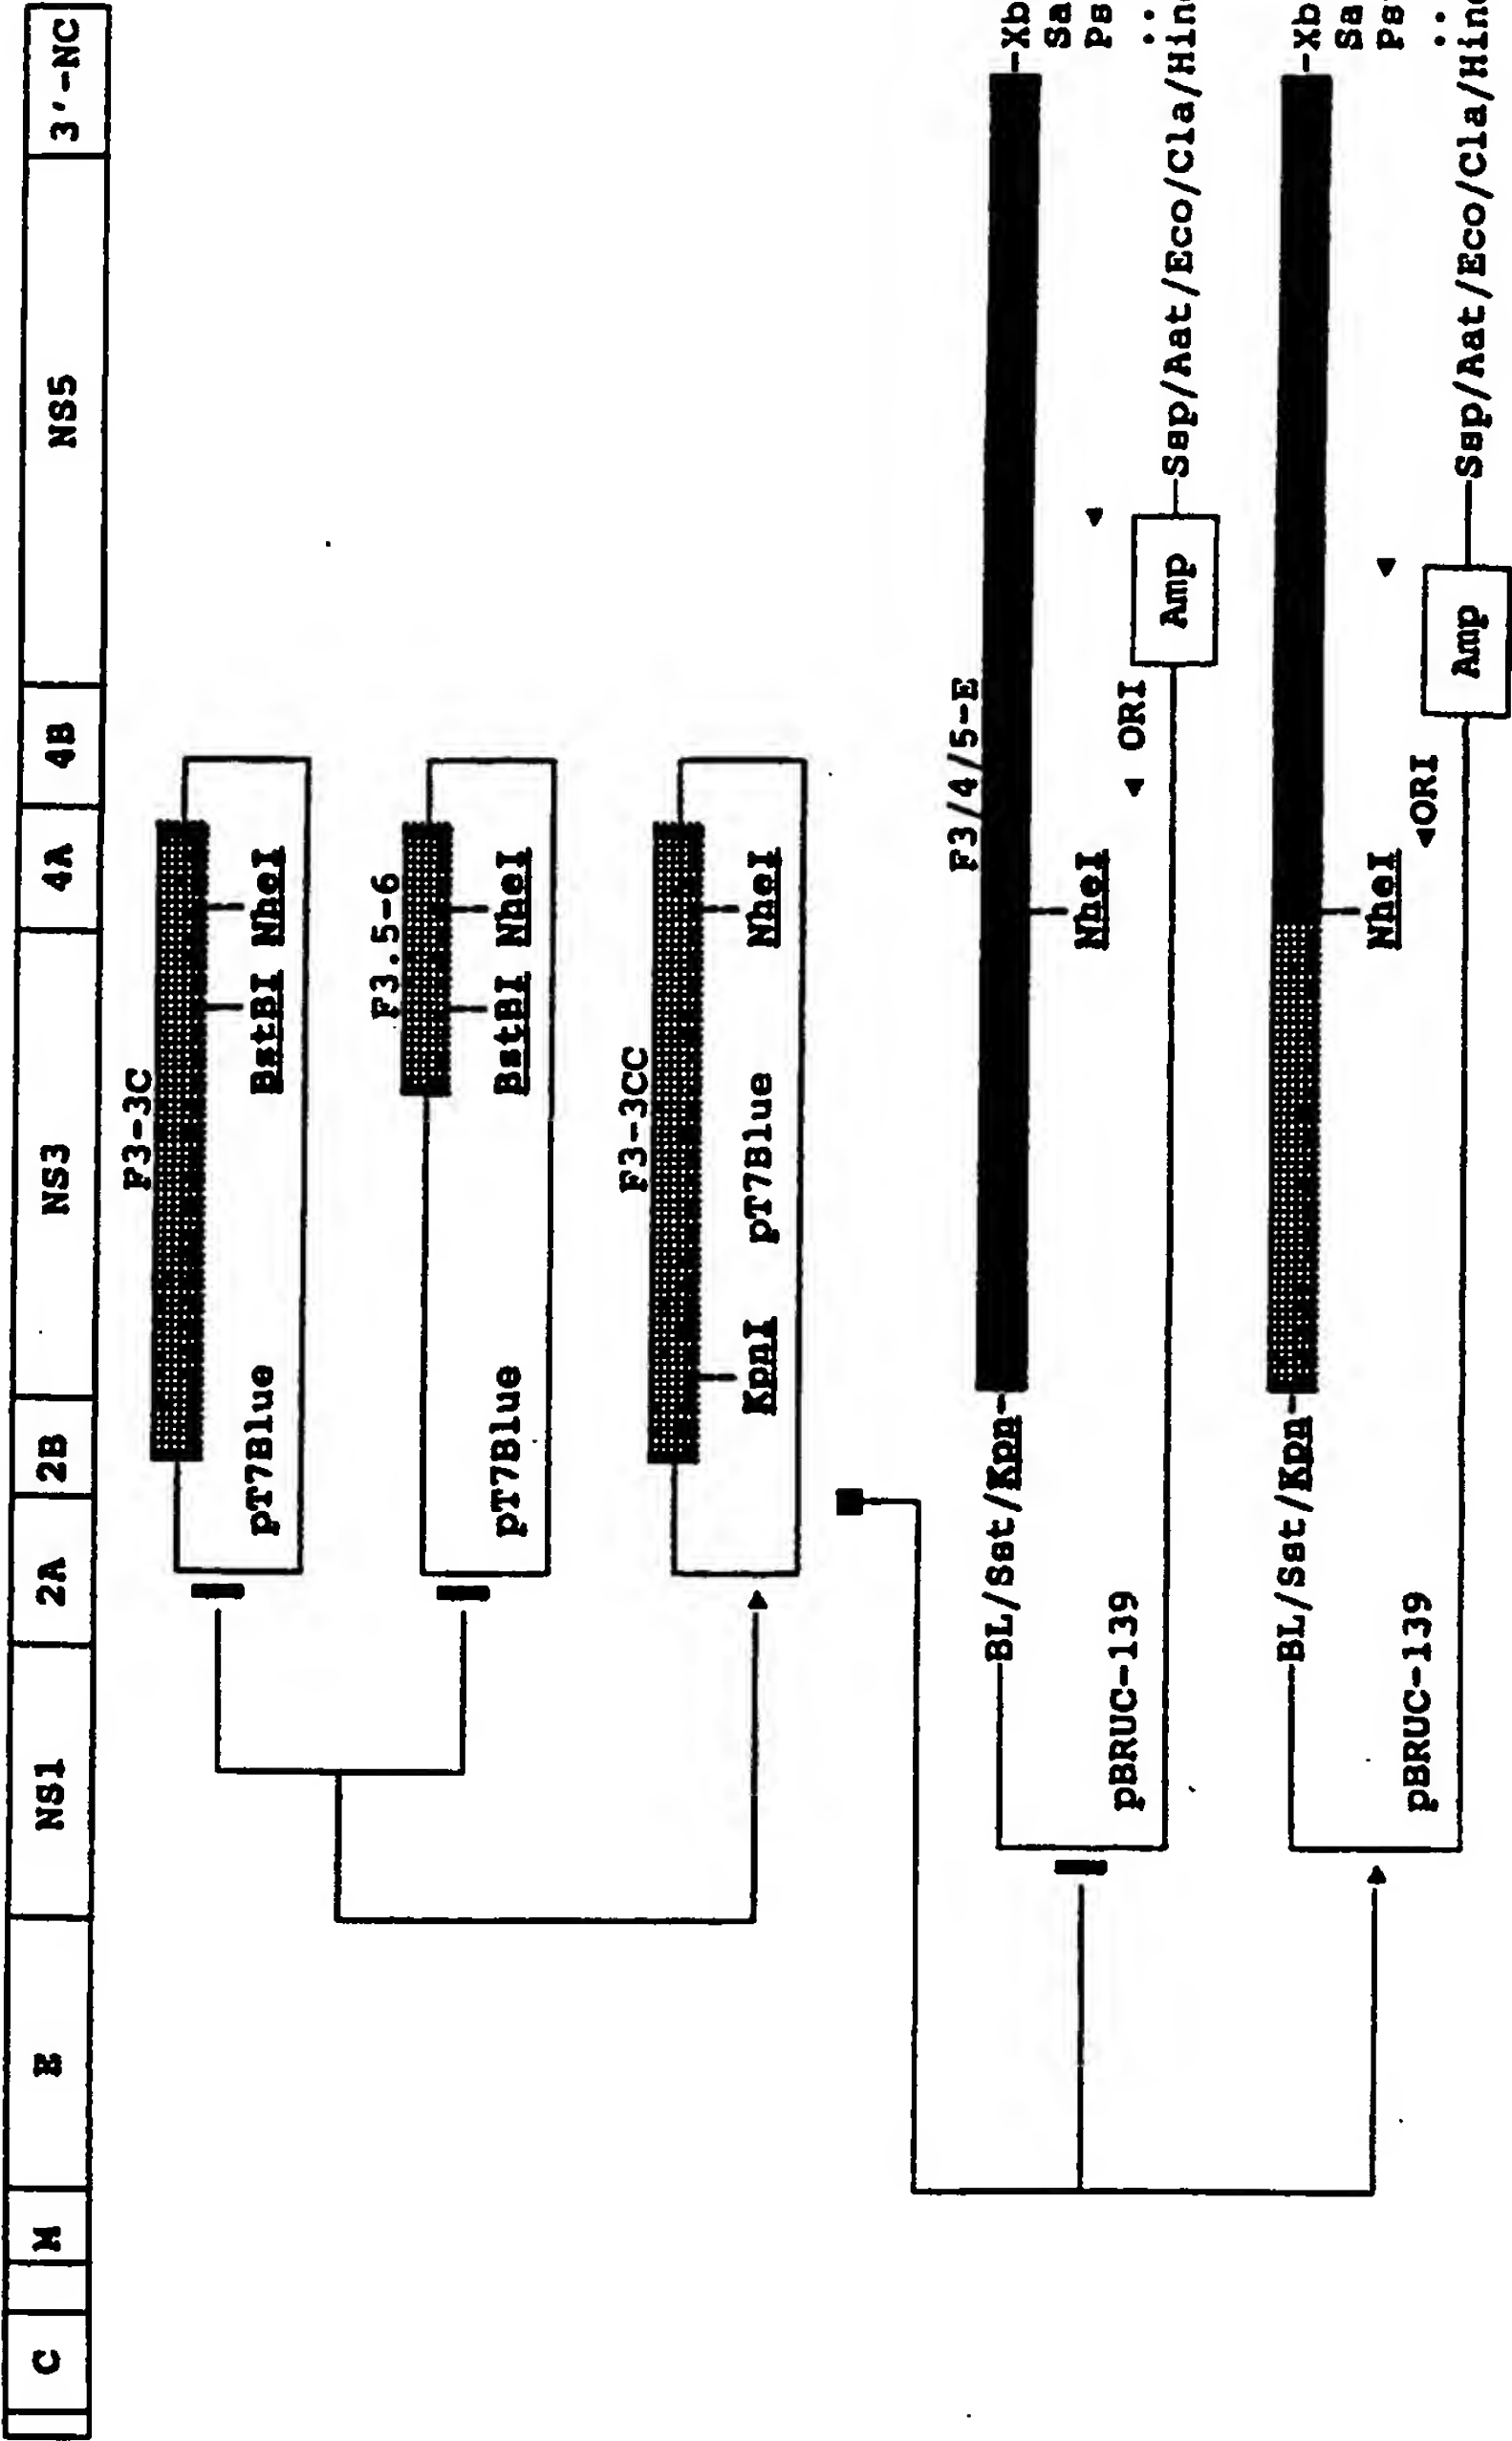 C M E NS1 2A 2B NS3 4A 4B NS5 3'-NC
F3-3C
BstBI NheI
pT7Blue
F3.5-6
BstBI NheI
pT7Blue
F3-3CC
KpnI pT7Blue NheI
F3/4/5-E
BL/Sst/Kpn- -Xb
Sa
Ps
NheI
ORI
pBRUC-139
Amp -Ssp/Aat/Eco/Cla/Hin
BL/Sst/Kpn- -Xb
Sa
Ps
NheI
ORI
pBRUC-139
Amp -Ssp/Aat/Eco/Cla/Hin